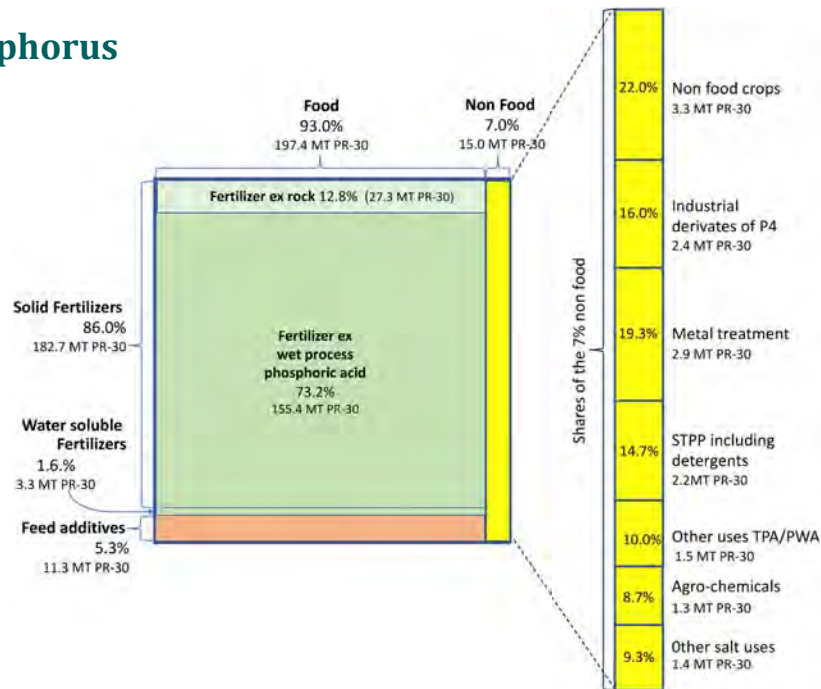 phorus
Food
93.0%
197.4 MT PR-30
Non Food
7.0%
15.0 MT PR-30
Fertilizer ex rock 12.8% (27.3 MT PR-30)
Solid Fertilizers
86.0%
182.7 MT PR-30
Fertilizer ex
wet process
phosphoric acid
73.2%
155.4 MT PR-30
Water soluble
Fertilizers
1.6.%
3.3 MT PR-30
Feed additives
5.3%
11.3 MT PR-30
Shares of the 7% non food
22.0%
Non food crops
3.3 MT PR-30
16.0%
Industrial
derivates of P4
2.4 MT PR-30
19.3%
Metal treatment
2.9 MT PR-30
14.7%
STPP including
detergents
2.2MT PR-30
10.0%
Other uses TPA/PWA
1.5 MT PR-30
8.7%
Agro-chemicals
1.3 MT PR-30
9.3%
Other salt uses
1.4 MT PR-30